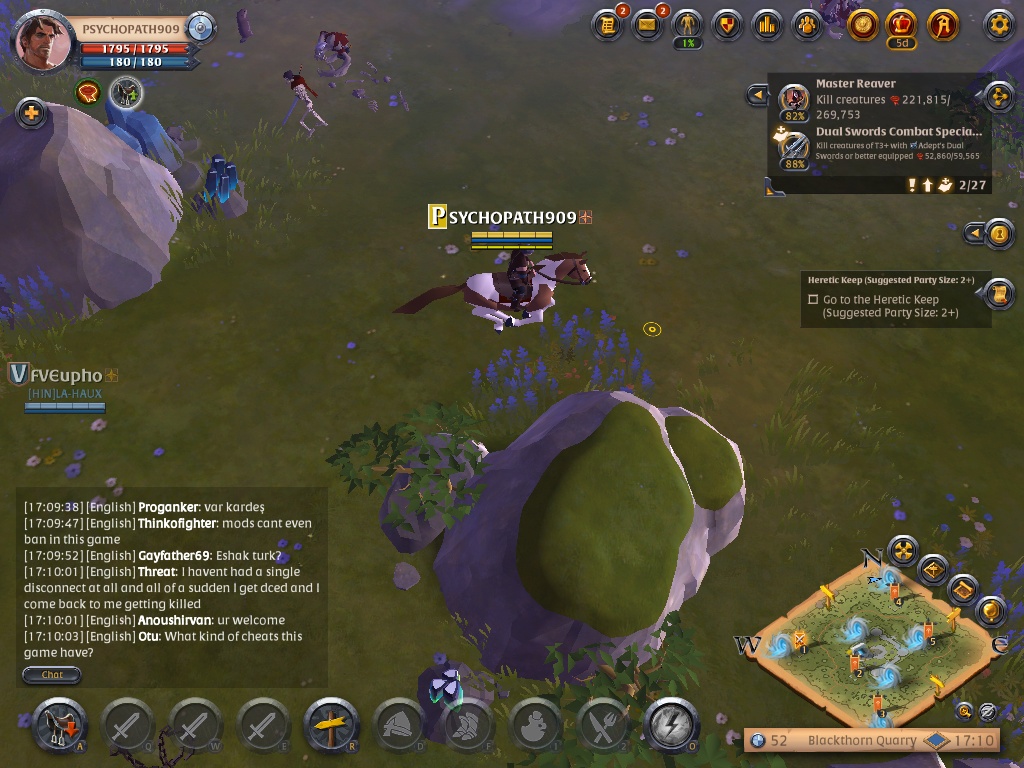 PSYCHOPATH909
1795 / 1795
180 / 180
2
2
1%
5d
Master Reaver
Kill creatures 221,815/
269,753
82%
Dual Swords Combat Specia...
Kill creatures of T3+ with Adept's Dual
Swords or better equipped 52,860/59,565
88%
2/27
PSYCHOPATH909
Heretic Keep (Suggested Party Size: 2+)
Go to the Heretic Keep
(Suggested Party Size: 2+)
FVEupho
[HIN]LA-HAUX
[17:09:38] [English] Proganker: var kardeş
[17:09:47] [English] Thinkofighter: mods cant even
ban in this game
[17:09:52] [English] Gayfather69: Eshak turk?
[17:10:01] [English] Threat: I havent had a single
disconnect at all and all of a sudden I get dced and I
come back to me getting killed
[17:10:01] [English] Anoushirvan: ur welcome
[17:10:03] [English] Otu: What kind of cheats this
game have?
Chat
N
W
E
4
1
5
2
3
A
Q
W
E
R
D
F
1
2
O
52 Blackthorn Quarry 17:10